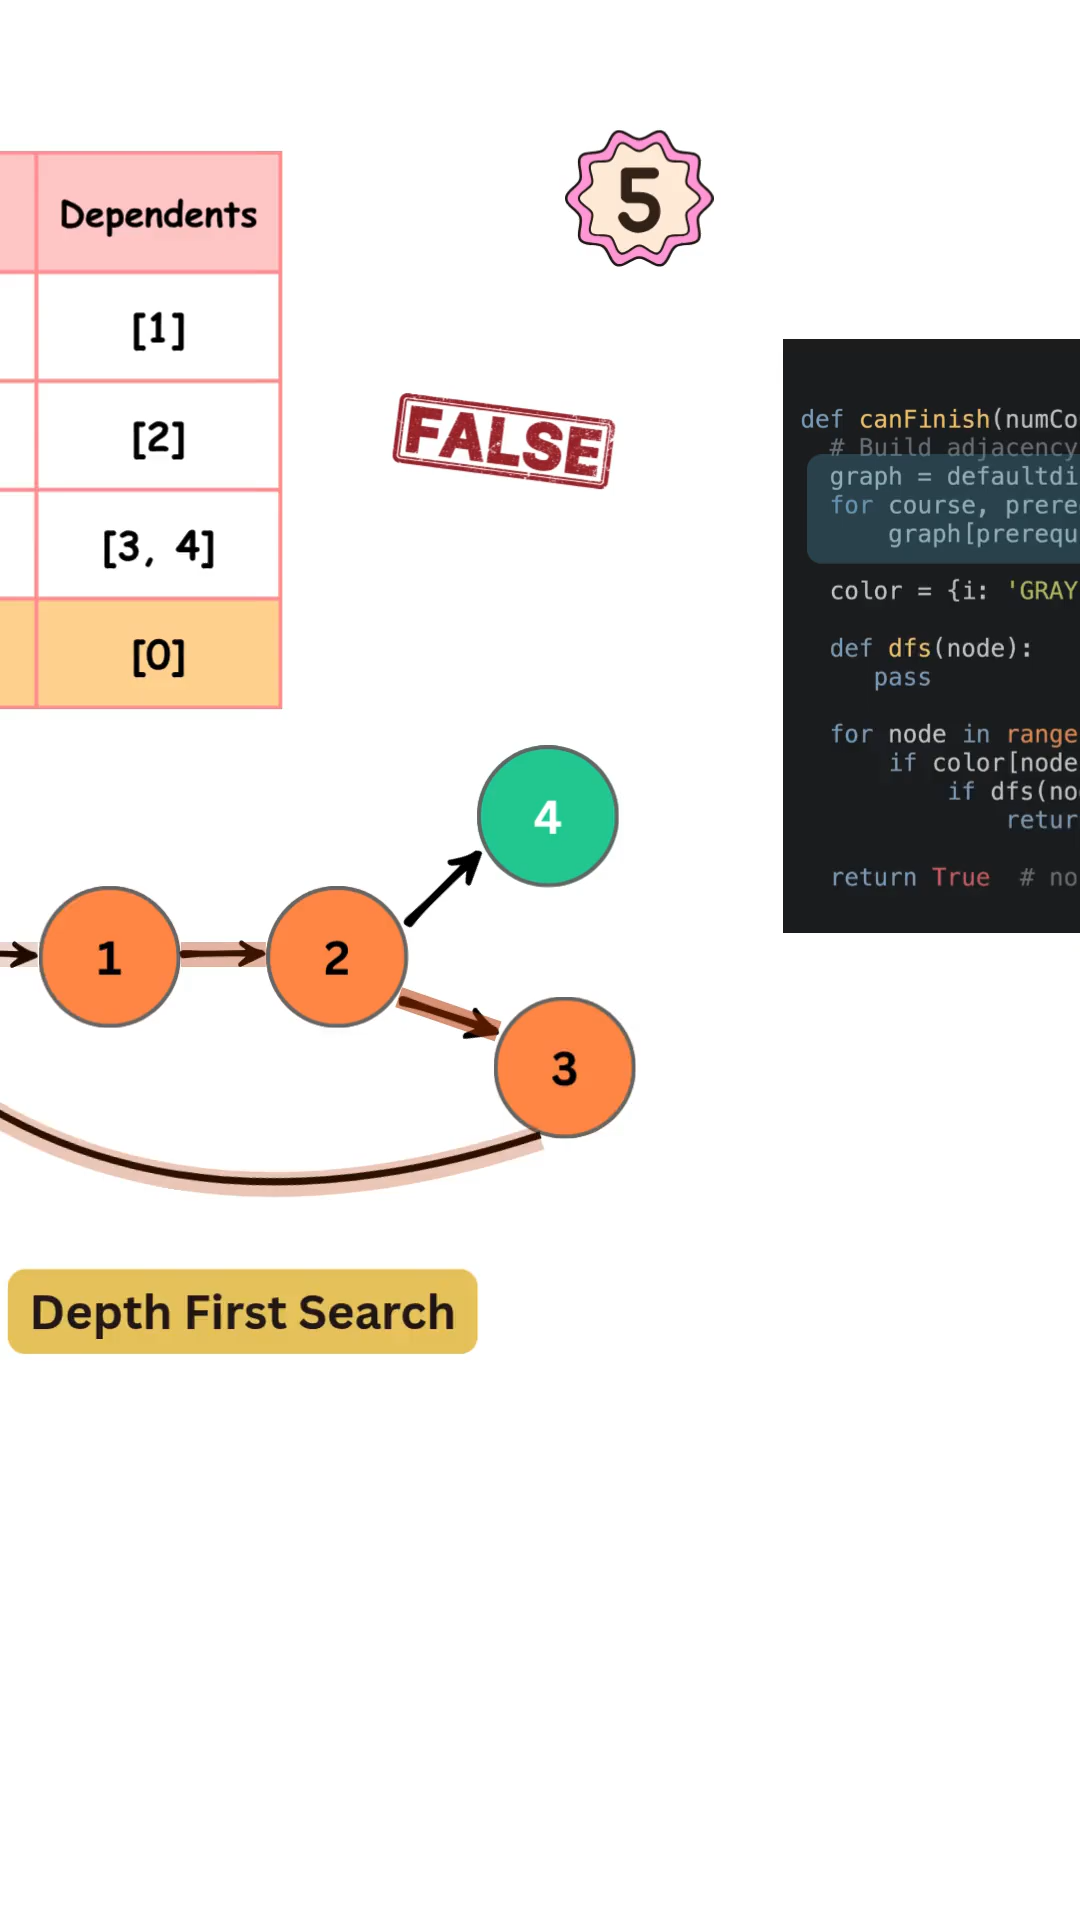 Dependents
[1]
[2]
[3, 4]
[0]
5
FALSE
def canFinish(numCo
# Build adjacency
graph = defaultdi
for course, prere
graph[prerequ
color = {i: 'GRAY
def dfs(node):
pass
for node in range
if color[node
if dfs(no
retur
return True # no
4
1
2
3
Depth First Search